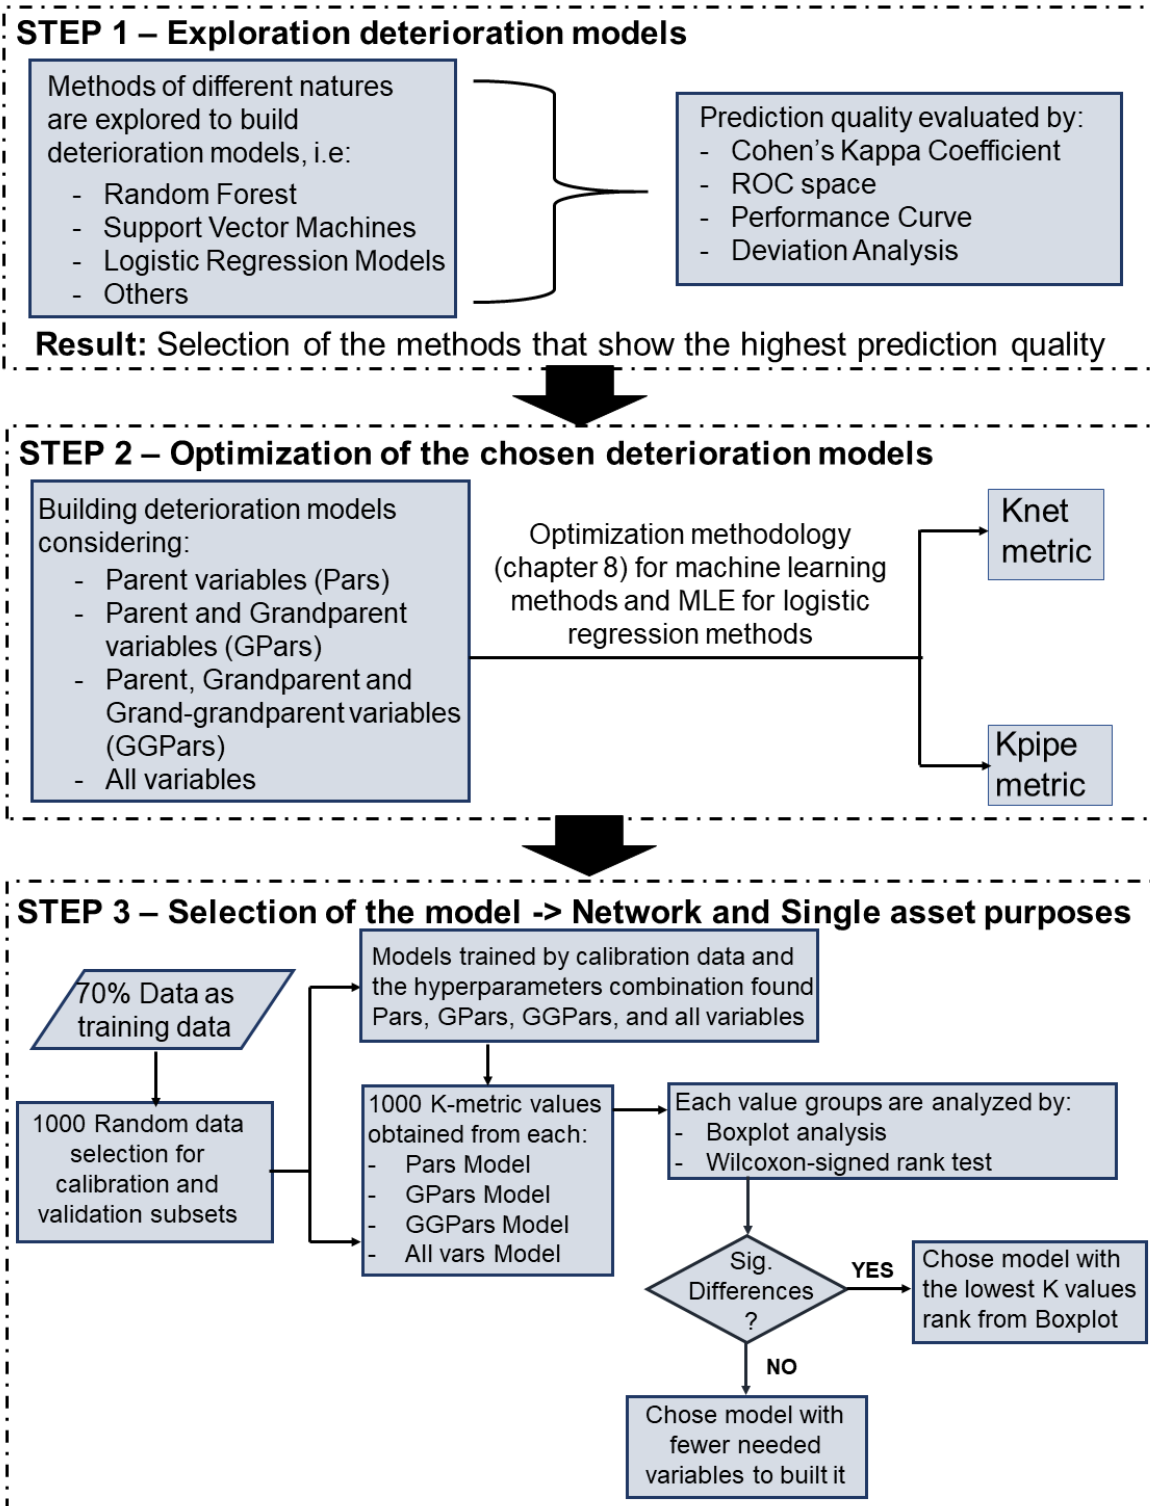 STEP 1 – Exploration deterioration models
Methods of different natures
are explored to build
deterioration models, i.e:
- Random Forest
- Support Vector Machines
- Logistic Regression Models
- Others
Prediction quality evaluated by:
- Cohen's Kappa Coefficient
- ROC space
- Performance Curve
- Deviation Analysis
Result: Selection of the methods that show the highest prediction quality
STEP 2 – Optimization of the chosen deterioration models
Building deterioration models
considering:
- Parent variables (Pars)
- Parent and Grandparent
variables (GPars)
- Parent, Grandparent and
Grand-grandparent variables
(GGPars)
- All variables
Optimization methodology
(chapter 8) for machine learning
methods and MLE for logistic
regression methods
Knet
metric
Kpipe
metric
STEP 3 – Selection of the model -> Network and Single asset purposes
70% Data as
training data
1000 Random data
selection for
calibration and
validation subsets
Models trained by calibration data and
the hyperparameters combination found
Pars, GPars, GGPars, and all variables
1000 K-metric values
obtained from each:
- Pars Model
- GPars Model
- GGPars Model
- All vars Model
Each value groups are analyzed by:
- Boxplot analysis
- Wilcoxon-signed rank test
Sig.
Differences
?
YES
Chose model with
the lowest K values
rank from Boxplot
NO
Chose model with
fewer needed
variables to built it